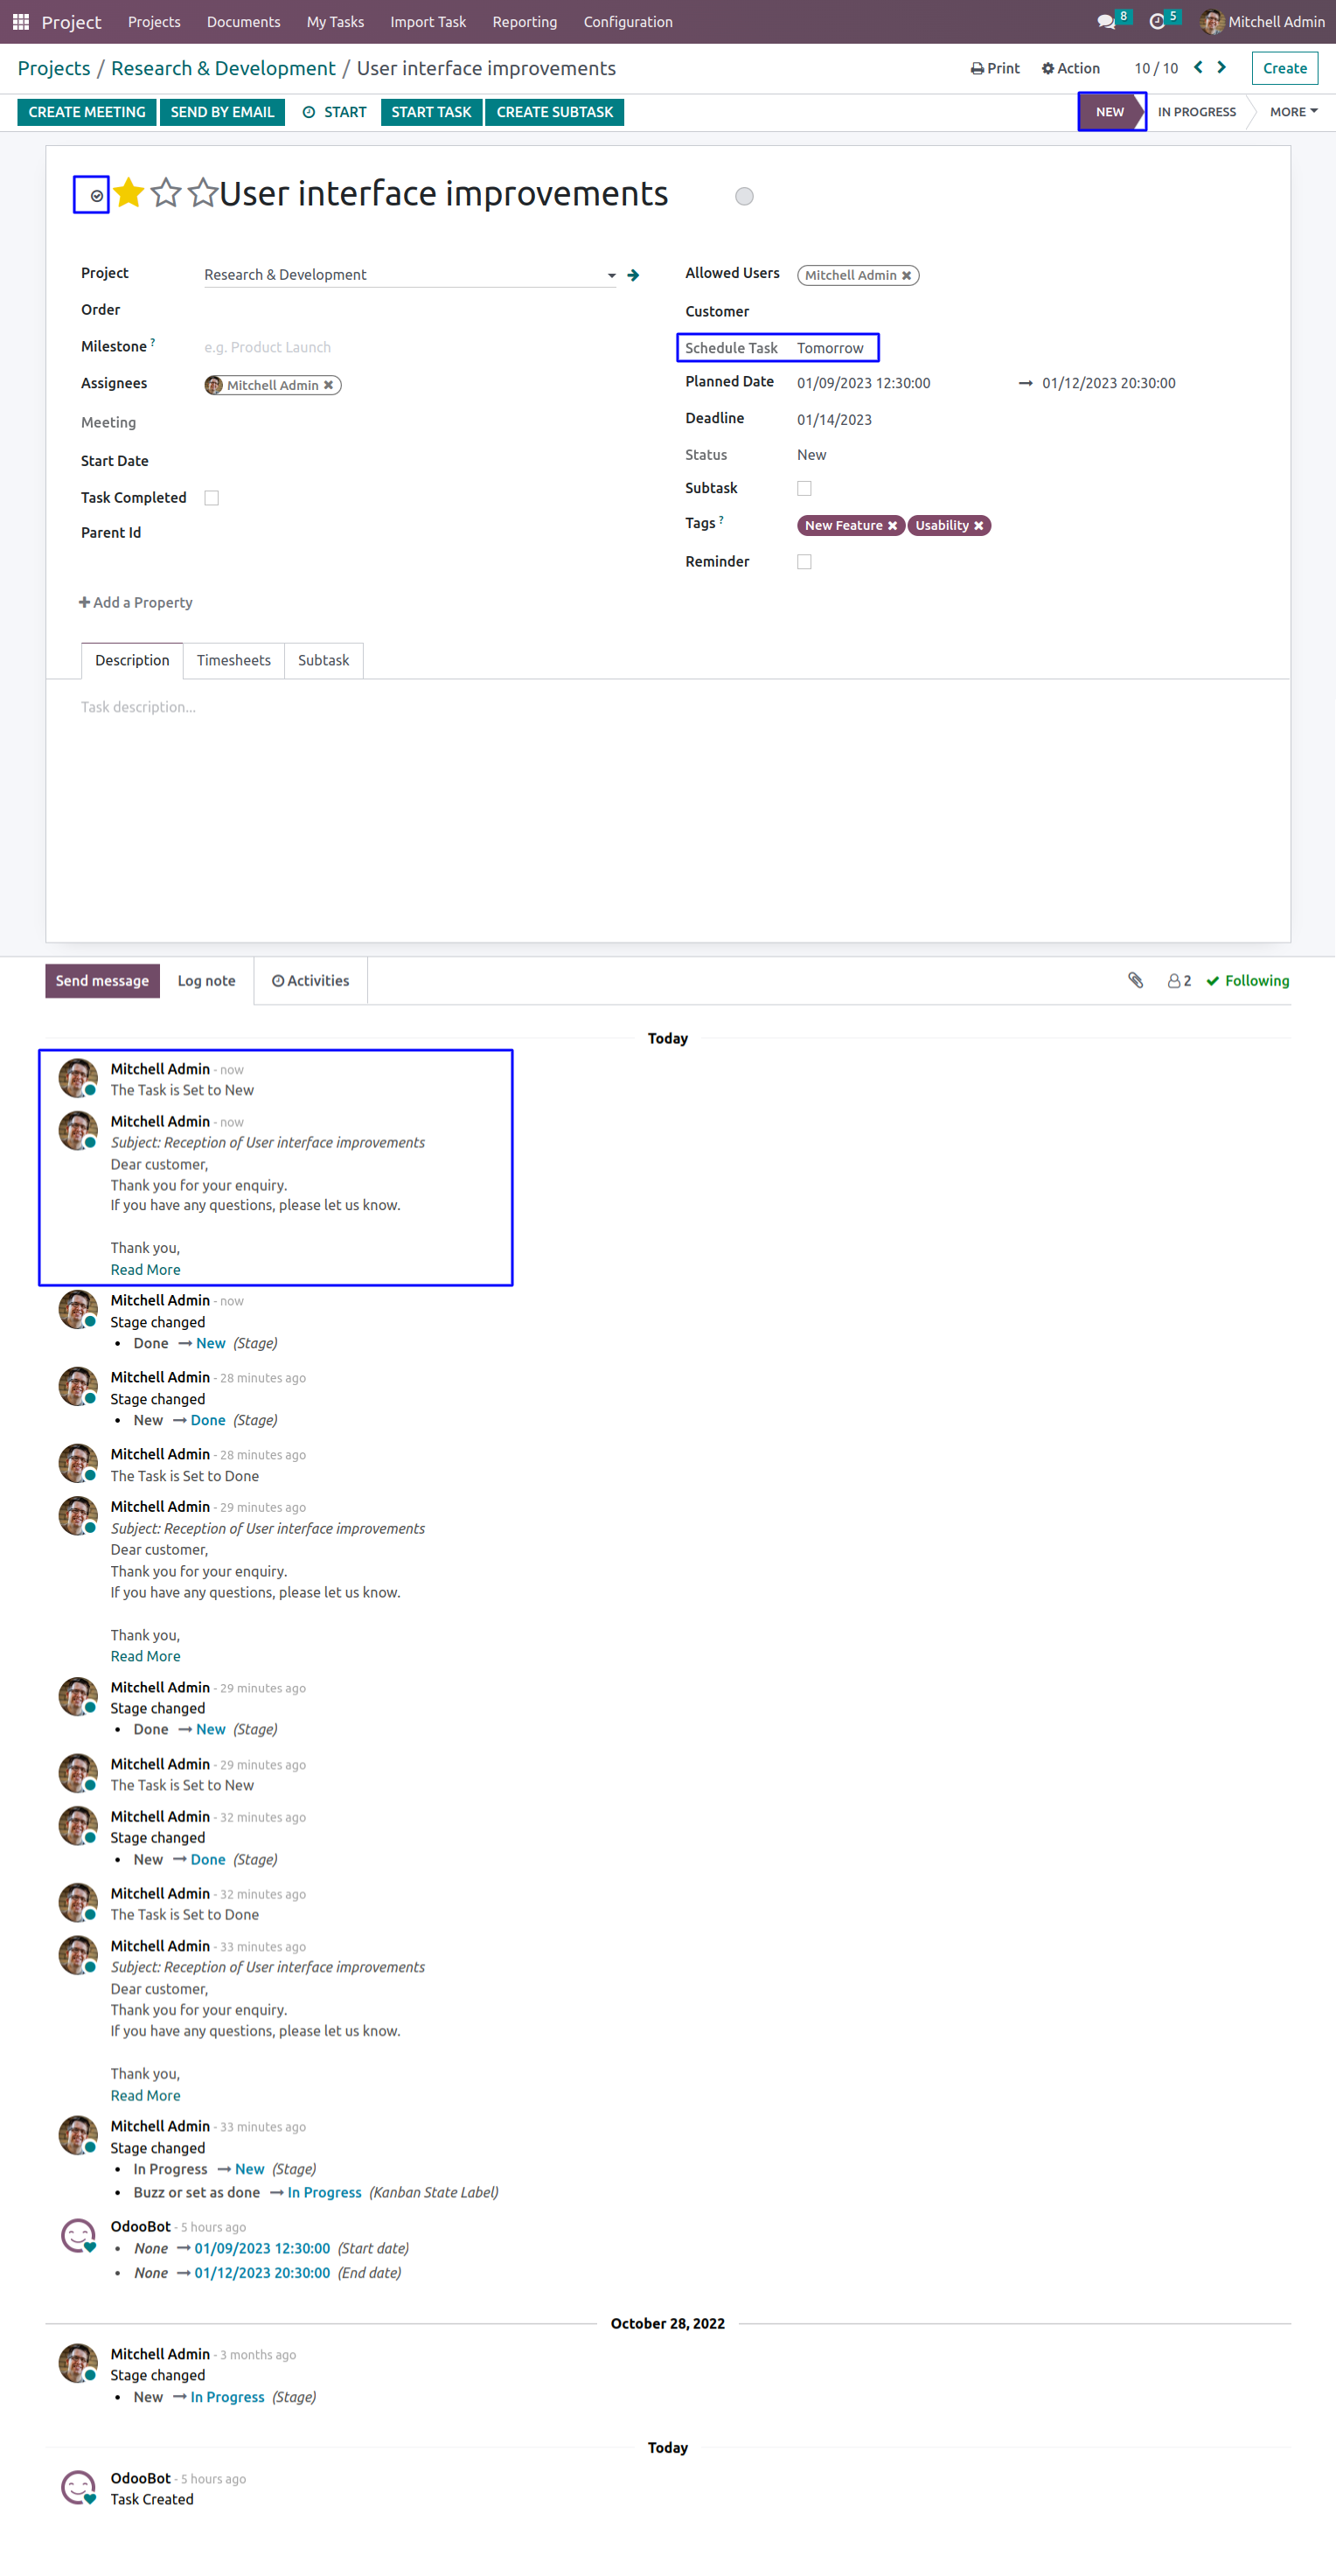 Project Projects Documents My Tasks Import Task Reporting Configuration 8 5 Mitchell Admin
Projects / Research & Development / User interface improvements Print Action 10 / 10 Create
CREATE MEETING SEND BY EMAIL START START TASK CREATE SUBTASK NEW IN PROGRESS MORE
User interface improvements
Project Research & Development
Order
Milestone ? e.g. Product Launch
Assignees Mitchell Admin
Meeting
Start Date
Task Completed
Parent Id
Allowed Users Mitchell Admin
Customer
Schedule Task Tomorrow
Planned Date 01/09/2023 12:30:00 → 01/12/2023 20:30:00
Deadline 01/14/2023
Status New
Subtask
Tags ? New Feature Usability
Reminder
+ Add a Property
Description Timesheets Subtask
Task description...
Send message Log note Activities 2 Following
Today
Mitchell Admin - now
The Task is Set to New
Mitchell Admin - now
Subject: Reception of User interface improvements
Dear customer,
Thank you for your enquiry.
If you have any questions, please let us know.
Thank you,
Read More
Mitchell Admin - now
Stage changed
• Done → New (Stage)
Mitchell Admin - 28 minutes ago
Stage changed
• New → Done (Stage)
Mitchell Admin - 28 minutes ago
The Task is Set to Done
Mitchell Admin - 29 minutes ago
Subject: Reception of User interface improvements
Dear customer,
Thank you for your enquiry.
If you have any questions, please let us know.
Thank you,
Read More
Mitchell Admin - 29 minutes ago
Stage changed
• Done → New (Stage)
Mitchell Admin - 29 minutes ago
The Task is Set to New
Mitchell Admin - 32 minutes ago
Stage changed
• New → Done (Stage)
Mitchell Admin - 32 minutes ago
The Task is Set to Done
Mitchell Admin - 33 minutes ago
Subject: Reception of User interface improvements
Dear customer,
Thank you for your enquiry.
If you have any questions, please let us know.
Thank you,
Read More
Mitchell Admin - 33 minutes ago
Stage changed
• In Progress → New (Stage)
• Buzz or set as done → In Progress (Kanban State Label)
OdooBot - 5 hours ago
• None → 01/09/2023 12:30:00 (Start date)
• None → 01/12/2023 20:30:00 (End date)
October 28, 2022
Mitchell Admin - 3 months ago
Stage changed
• New → In Progress (Stage)
Today
OdooBot - 5 hours ago
Task Created